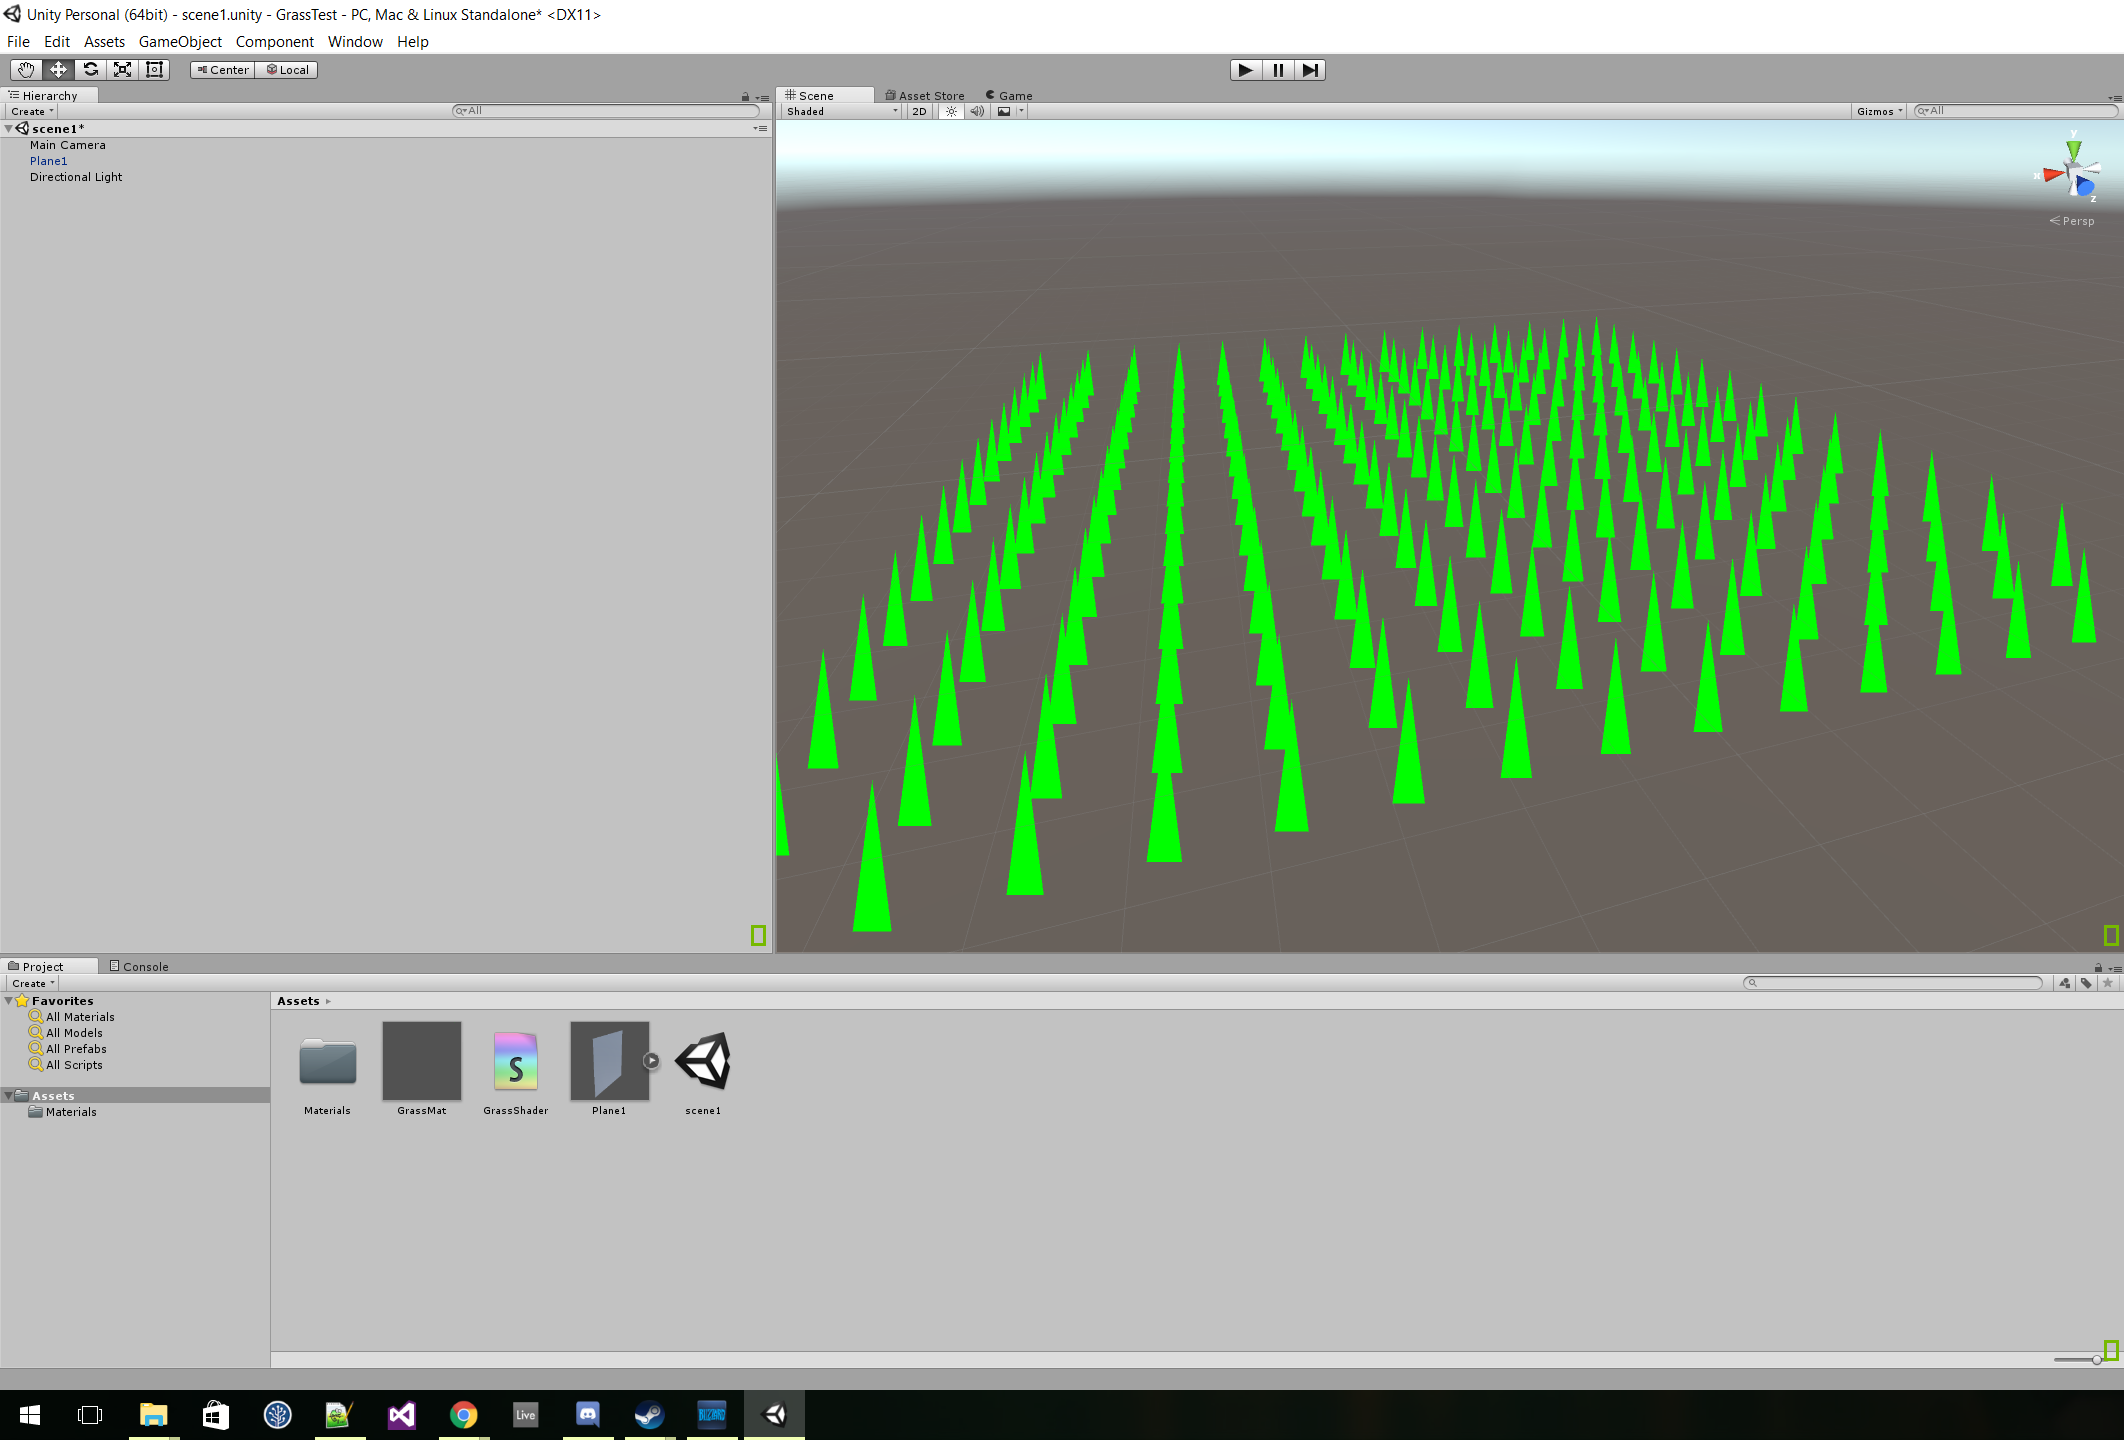 Unity Personal (64bit) - scene1.unity - GrassTest - PC, Mac & Linux Standalone* <DX11>
File Edit Assets GameObject Component Window Help
Center Local
Hierarchy
Create All
scene1*
Main Camera
Plane1
Directional Light
Scene Asset Store Game
Shaded 2D Gizmos All
y
x
z
Persp
Project Console
Create
Favorites
All Materials
All Models
All Prefabs
All Scripts
Assets
Materials
Assets
S
Materials GrassMat GrassShader Plane1 scene1
Live BLIZZARD